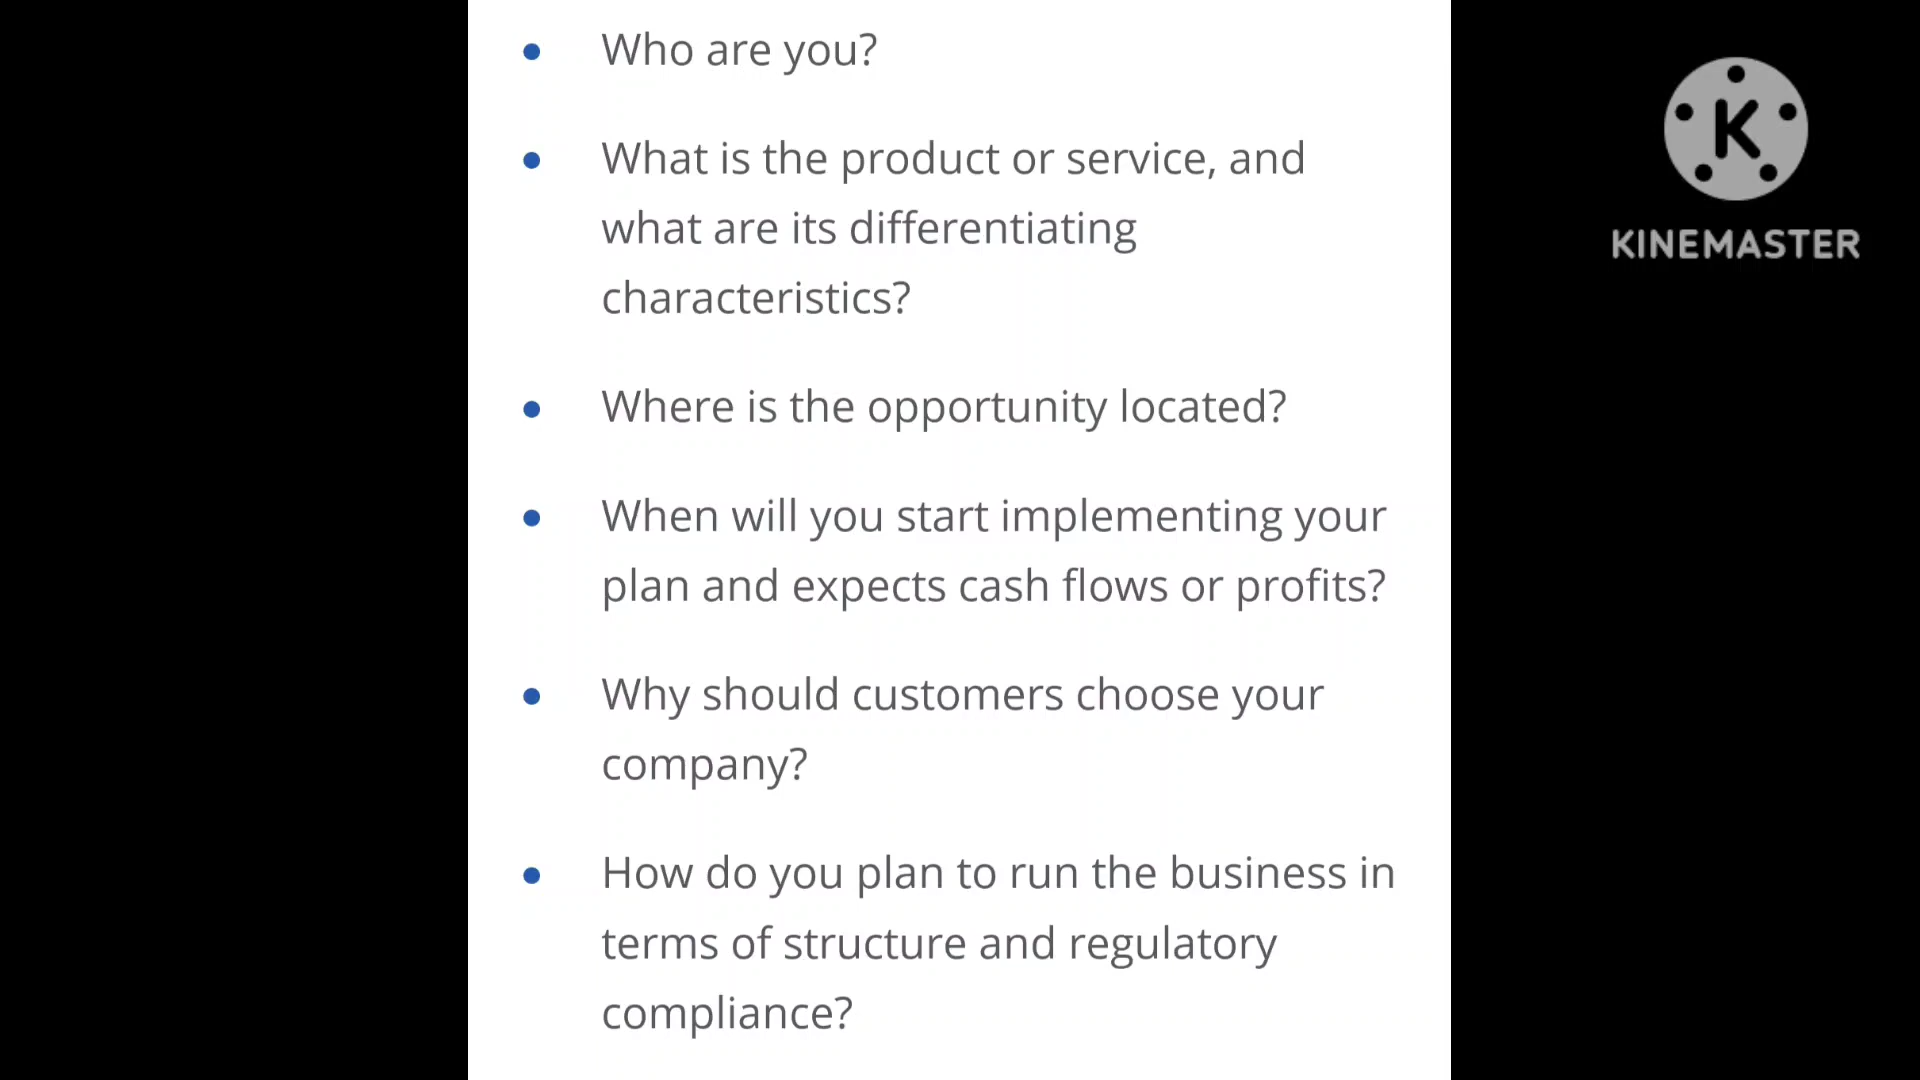 Who are you?
What is the product or service, and
what are its differentiating
characteristics?
Where is the opportunity located?
When will you start implementing your
plan and expects cash flows or profits?
Why should customers choose your
company?
How do you plan to run the business in
terms of structure and regulatory
compliance?
K
KINEMASTER